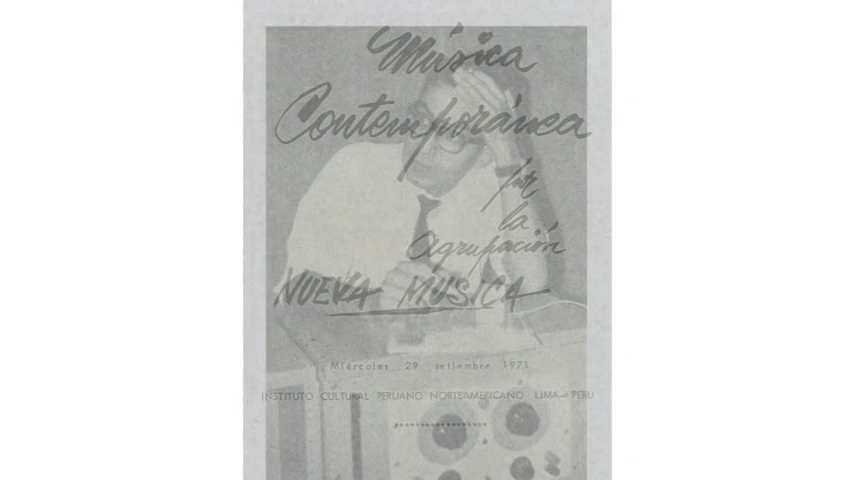 Música
Contemporánea
por
la
Agrupación
NUEVA MUSICA
Miércoles, 29 setiembre 1971
INSTITUTO CULTURAL PERUANO NORTEAMERICANO LIMA - PERU